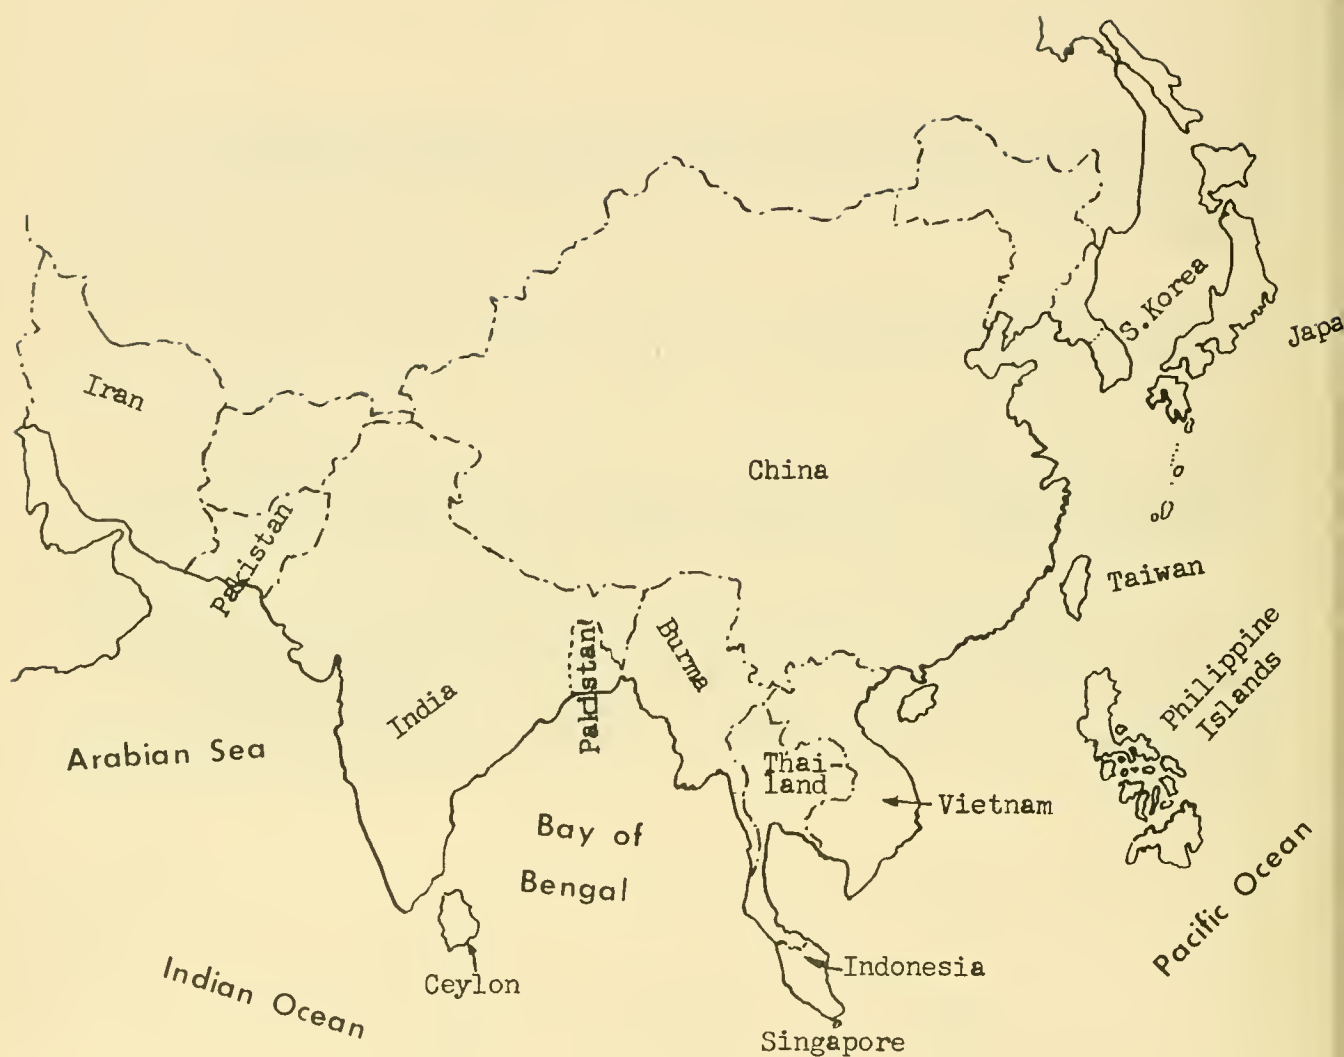 S.Korea
Japa
Iran
China
Pakistan
Taiwan
Burma
Pakistan
Philippine
Islands
India
Arabian Sea
Thai-
land
Vietnam
Bay of
Bengal
Pacific Ocean
Indonesia
Ceylon
Indian Ocean
Singapore